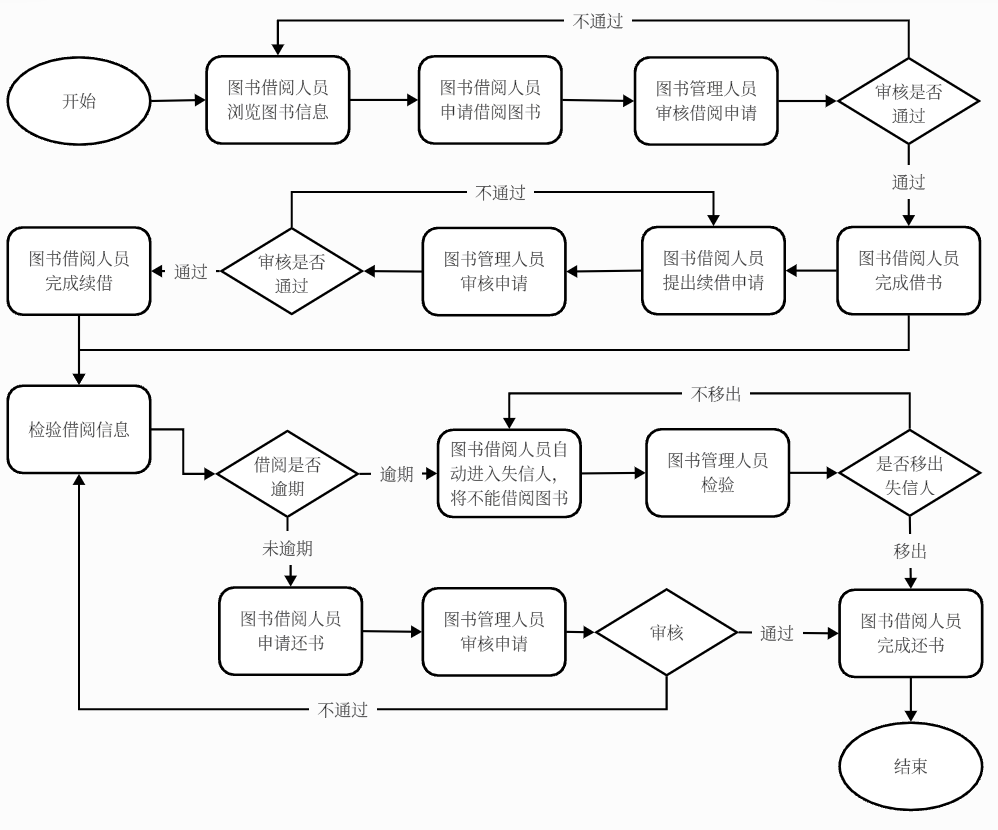 不通过
开始
图书借阅人员
浏览图书信息
图书借阅人员
申请借阅图书
图书管理人员
审核借阅申请
审核是否
通过
通过
不通过
图书借阅人员
完成续借
通过
审核是否
通过
图书管理人员
审核申请
图书借阅人员
提出续借申请
图书借阅人员
完成借书
不移出
检验借阅信息
借阅是否
逾期
逾期
图书借阅人员自
动进入失信人，
将不能借阅图书
图书管理人员
检验
是否移出
失信人
未逾期
移出
图书借阅人员
申请还书
图书管理人员
审核申请
审核
通过
图书借阅人员
完成还书
不通过
结束